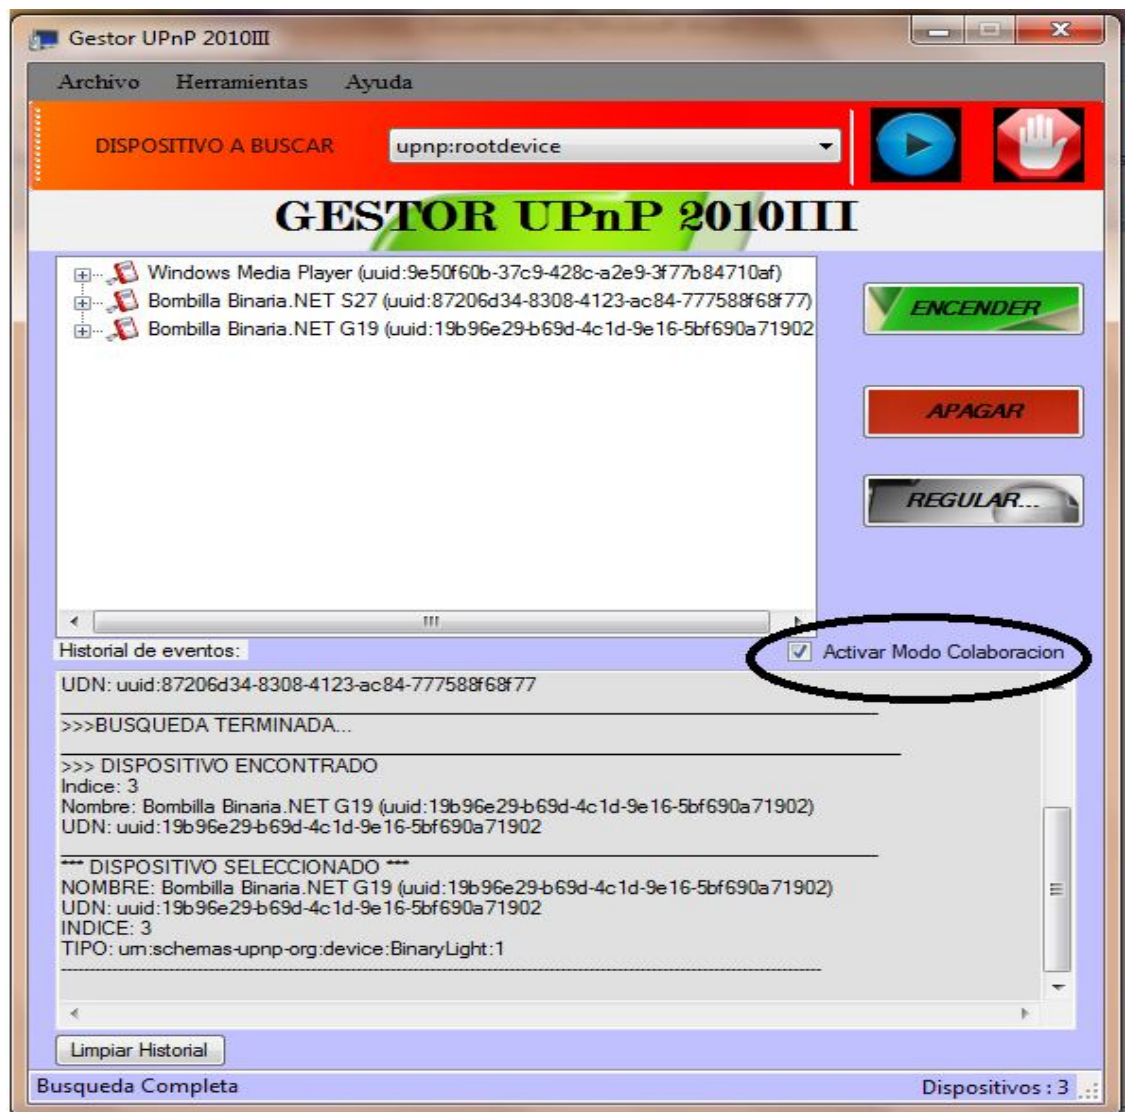 Gestor UPnP 2010III
Archivo Herramientas Ayuda
DISPOSITIVO A BUSCAR upnp:rootdevice
GESTOR UPnP 2010III
Windows Media Player (uuid:9e50f60b-37c9-428c-a2e9-3f77b84710af)
Bombilla Binaria.NET S27 (uuid:87206d34-8308-4123-ac84-777588f68f77)
Bombilla Binaria.NET G19 (uuid:19b96e29-b69d-4c1d-9e16-5bf690a71902
ENCENDER
APAGAR
REGULAR...
Historial de eventos:
Activar Modo Colaboracion
UDN: uuid:87206d34-8308-4123-ac84-777588f68f77
>>>BUSQUEDA TERMINADA...
>>> DISPOSITIVO ENCONTRADO
Indice: 3
Nombre: Bombilla Binaria.NET G19 (uuid:19b96e29-b69d-4c1d-9e16-5bf690a71902)
UDN: uuid:19b96e29-b69d-4c1d-9e16-5bf690a71902
*** DISPOSITIVO SELECCIONADO ***
NOMBRE: Bombilla Binaria.NET G19 (uuid:19b96e29-b69d-4c1d-9e16-5bf690a71902)
UDN: uuid:19b96e29-b69d-4c1d-9e16-5bf690a71902
INDICE: 3
TIPO: urn:schemas-upnp-org:device:BinaryLight:1
Limpiar Historial
Busqueda Completa
Dispositivos : 3